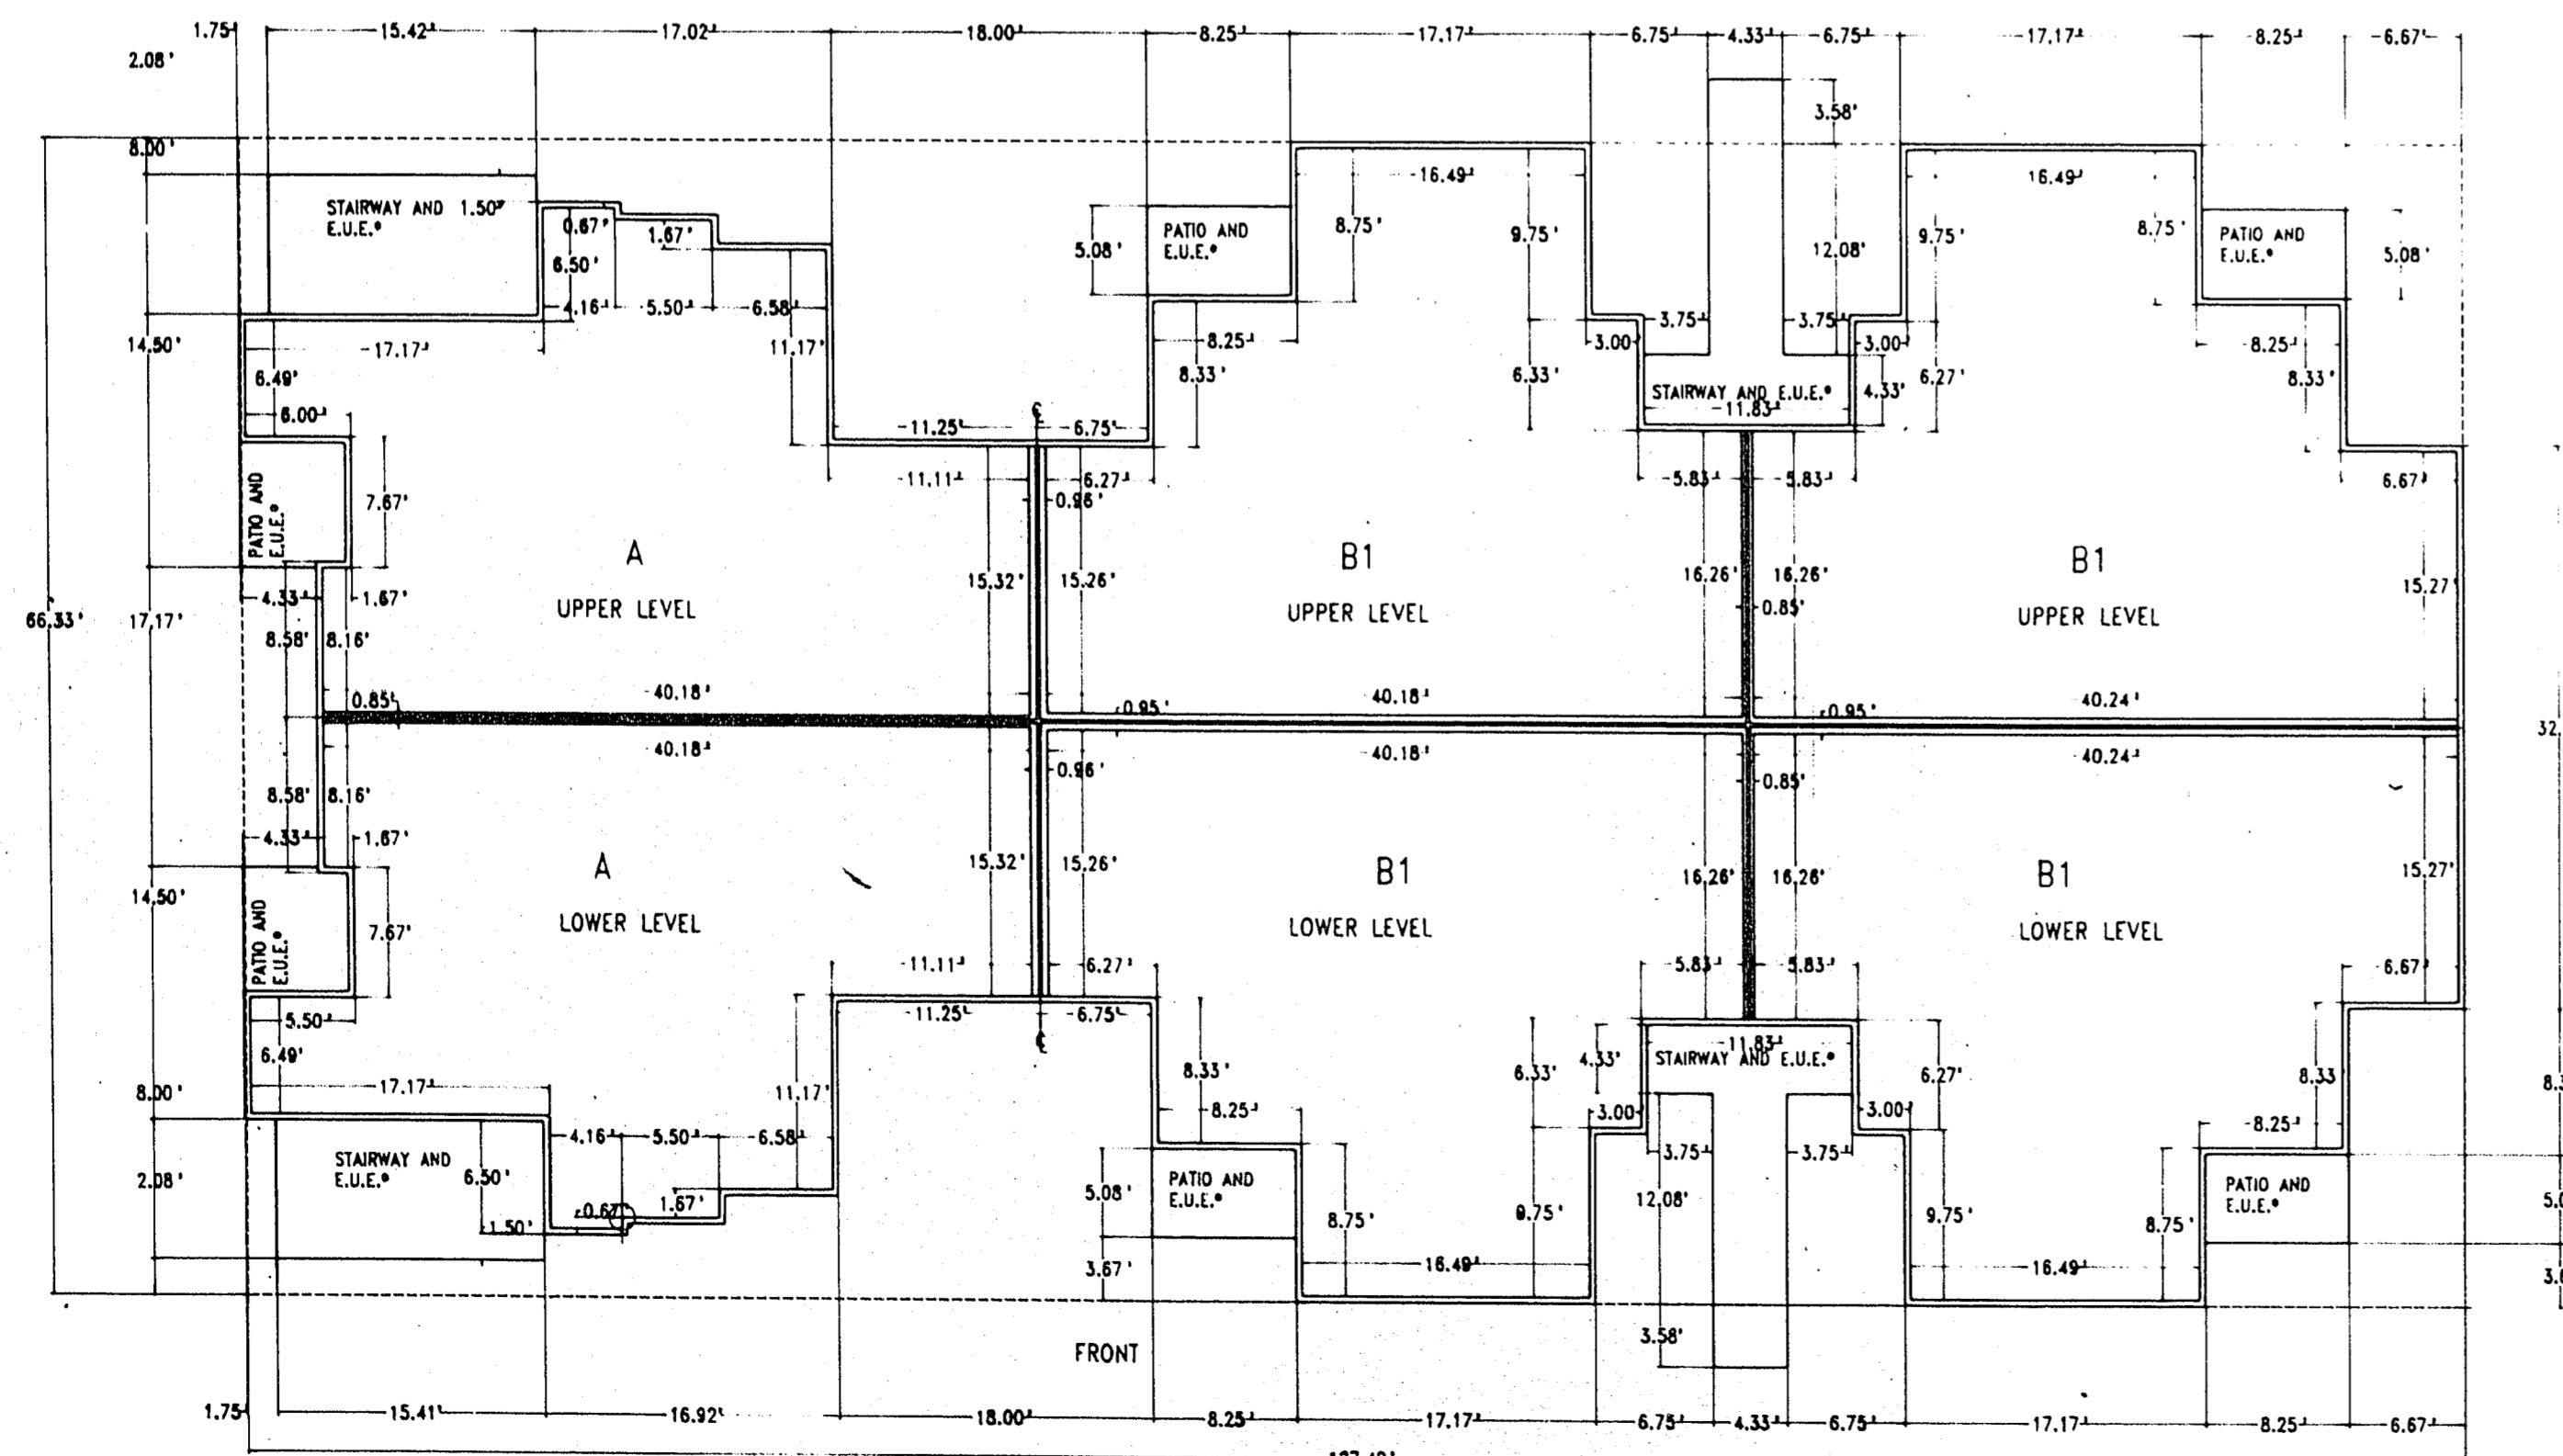 1.75' 15.42' 17.02' 18.00' 8.25' 17.17' 6.75' 4.33' 6.75' 17.17' 8.25' 6.67'
2.08'
3.58'
8.00'
16.49' 16.49'
STAIRWAY AND 1.50'
E.U.E.*
0.67' 1.67'
6.50'
5.08'
PATIO AND
E.U.E.*
8.75' 9.75' 12.08' 9.75' 8.75'
PATIO AND
E.U.E.*
5.08'
4.16' 5.50' 6.58'
3.75' 3.75'
14.50' 17.17' 11.17' 8.25' 3.00' 3.00' 8.25'
6.49' 8.33' 6.33' 6.27' 8.33'
STAIRWAY AND E.U.E.* 4.33'
11.83'
6.00' 11.25' 6.75'
11.11' 6.27' 5.83' 5.83' 6.67'
PATIO AND
E.U.E.*
7.67' 0.96'
A B1 B1
15.32' 15.26' 16.26' 16.26' 15.27'
4.33' 1.67'
UPPER LEVEL UPPER LEVEL UPPER LEVEL
0.85'
66.33' 17.17'
8.58' 8.16'
0.85' 40.18' 0.95' 40.18' 0.95' 40.24'
32.
40.18' 40.18' 40.24'
0.96' 0.85'
8.58' 8.16'
4.33' 1.67'
A B1 B1
15.32' 15.26' 16.26' 16.26' 15.27'
14.50'
PATIO AND
E.U.E.*
7.67'
LOWER LEVEL LOWER LEVEL LOWER LEVEL
11.11' 6.27' 5.83' 5.83' 6.67'
5.50' 11.25' 6.75'
11.83'
6.49' 4.33' STAIRWAY AND E.U.E.*
8.33' 6.33' 6.27' 8.33
8.00' 17.17' 11.17'
8.25' 3.00' 3.00' 8.25'
4.16' 5.50' 6.58'
3.75' 3.75'
STAIRWAY AND
E.U.E.*
6.50'
2.08'
PATIO AND
E.U.E.*
5.08'
12.08'
PATIO AND
E.U.E.*
0.67' 1.67'
1.50' 8.75' 9.75' 9.75' 8.75'
3.67' 16.49' 16.49'
3.58'
FRONT
1.75' 15.41' 16.92' 18.00' 8.25' 17.17' 6.75' 4.33' 6.75' 17.17' 8.25' 6.67'